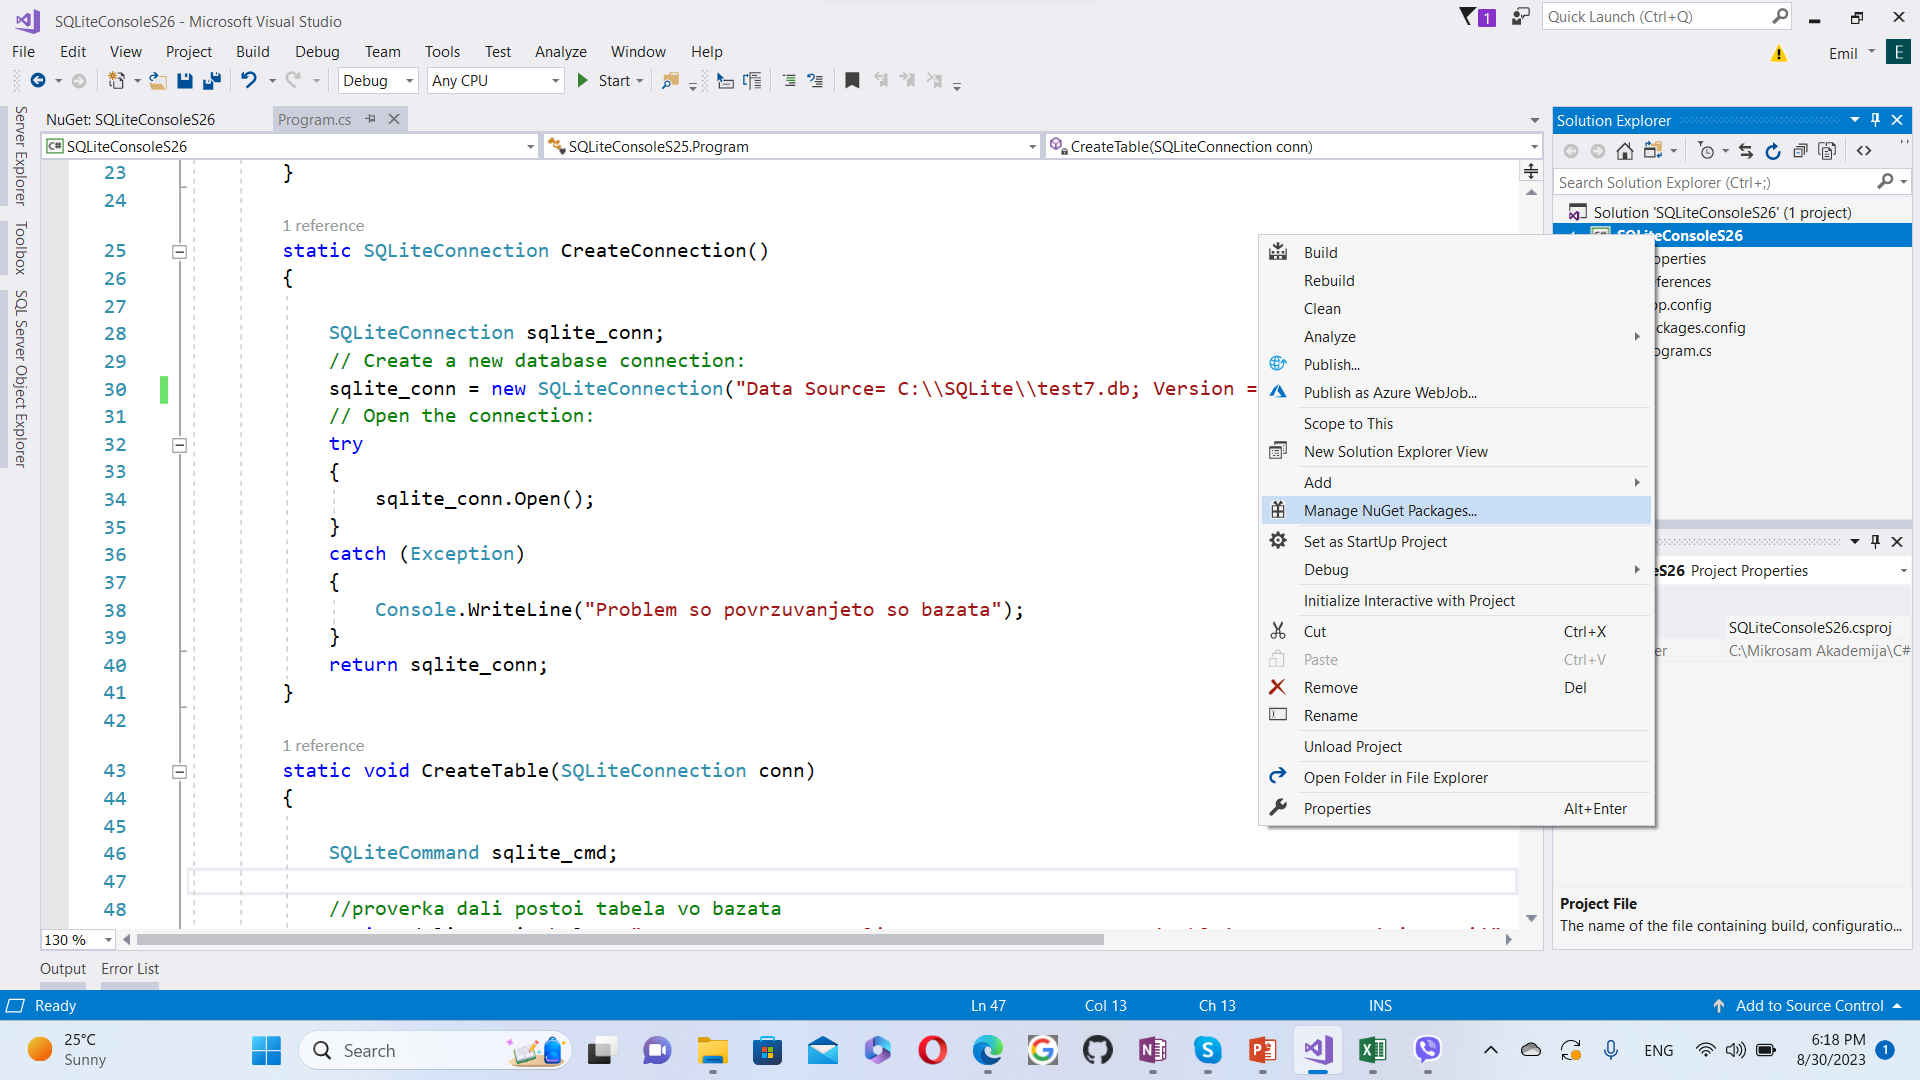 SQLiteConsoleS26 - Microsoft Visual Studio
1
Quick Launch (Ctrl+Q)
File Edit View Project Build Debug Team Tools Test Analyze Window Help
Emil E
Debug Any CPU Start
Server Explorer
Toolbox
SQL Server Object Explorer
NuGet: SQLiteConsoleS26 Program.cs
C# SQLiteConsoleS26 SQLiteConsoleS25.Program CreateTable(SQLiteConnection conn)
23 }
24
1 reference
25 static SQLiteConnection CreateConnection()
26 {
27
28 SQLiteConnection sqlite_conn;
29 // Create a new database connection:
30 sqlite_conn = new SQLiteConnection("Data Source= C:\\SQLite\\test7.db; Version =
31 // Open the connection:
32 try
33 {
34 sqlite_conn.Open();
35 }
36 catch (Exception)
37 {
38 Console.WriteLine("Problem so povrzuvanjeto so bazata");
39 }
40 return sqlite_conn;
41 }
42
1 reference
43 static void CreateTable(SQLiteConnection conn)
44 {
45
46 SQLiteCommand sqlite_cmd;
47
48 //proverka dali postoi tabela vo bazata
130 %
Build
Rebuild
Clean
Analyze
Publish...
Publish as Azure WebJob...
Scope to This
New Solution Explorer View
Add
Manage NuGet Packages...
Set as StartUp Project
Debug
Initialize Interactive with Project
Cut Ctrl+X
Paste Ctrl+V
Remove Del
Rename
Unload Project
Open Folder in File Explorer
Properties Alt+Enter
Solution Explorer
Search Solution Explorer (Ctrl+;)
Solution 'SQLiteConsoleS26' (1 project)
SQLiteConsoleS26
operties
ferences
pp.config
ckages.config
ogram.cs
eS26 Project Properties
SQLiteConsoleS26.csproj
er C:\Mikrosam Akademija\C#
Project File
The name of the file containing build, configuratio...
Output Error List
Ready Ln 47 Col 13 Ch 13 INS Add to Source Control
25°C
Sunny
Search
ENG
6:18 PM
8/30/2023
1